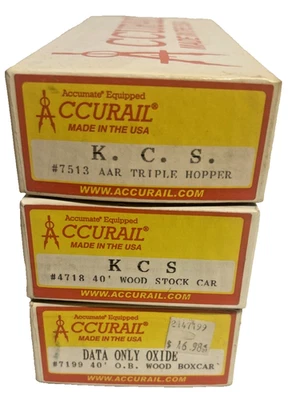 ACCURAIL
Accumate® Equipped
ACCURAIL®
MADE IN THE USA
K. C. S.
#7513 AAR TRIPLE HOPPER
WWW.ACCURAIL.COM
Accumate® Equipped
ACCURAIL®
MADE IN THE USA
K C S
#4718 40' WOOD STOCK CAR
WWW.ACCURAIL.COM
Accumate® Equipped
ACCURAIL®
MADE IN THE USA
$ 16.98
DATA ONLY OXIDE
#7199 40' O.B. WOOD BOXCAR
WWW.ACCURAIL.COM